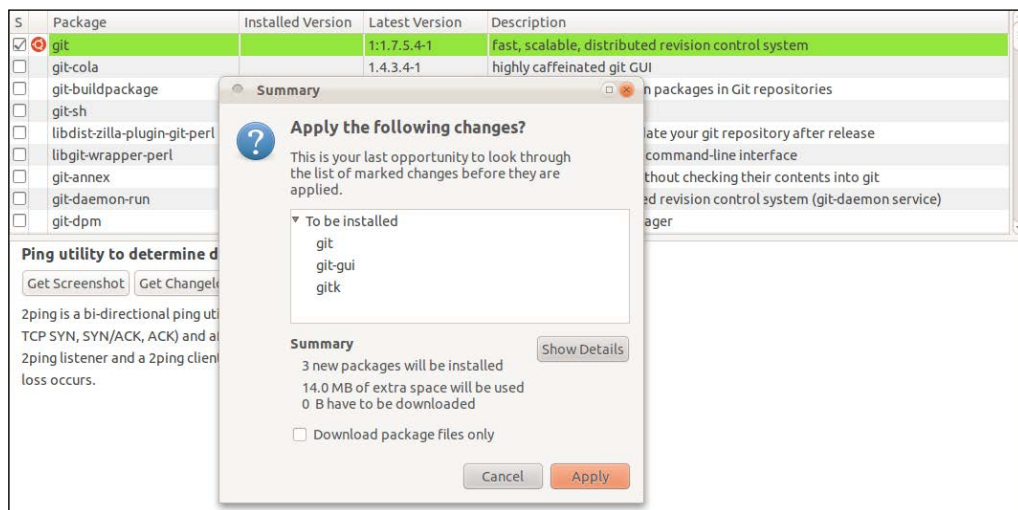 S Package Installed Version Latest Version Description
git 1:1.7.5.4-1 fast, scalable, distributed revision control system
git-cola 1.4.3.4-1 highly caffeinated git GUI
git-buildpackage n packages in Git repositories
git-sh
libdist-zilla-plugin-git-perl late your git repository after release
libgit-wrapper-perl command-line interface
git-annex thout checking their contents into git
git-daemon-run ed revision control system (git-daemon service)
git-dpm ager
Summary
Apply the following changes?
This is your last opportunity to look through
the list of marked changes before they are
applied.
To be installed
git
git-gui
gitk
Summary
Show Details
3 new packages will be installed
14.0 MB of extra space will be used
0 B have to be downloaded
Download package files only
Cancel Apply
Ping utility to determine d
Get Screenshot Get Changel
2ping is a bi-directional ping uti
TCP SYN, SYN/ACK, ACK) and a
2ping listener and a 2ping client
loss occurs.